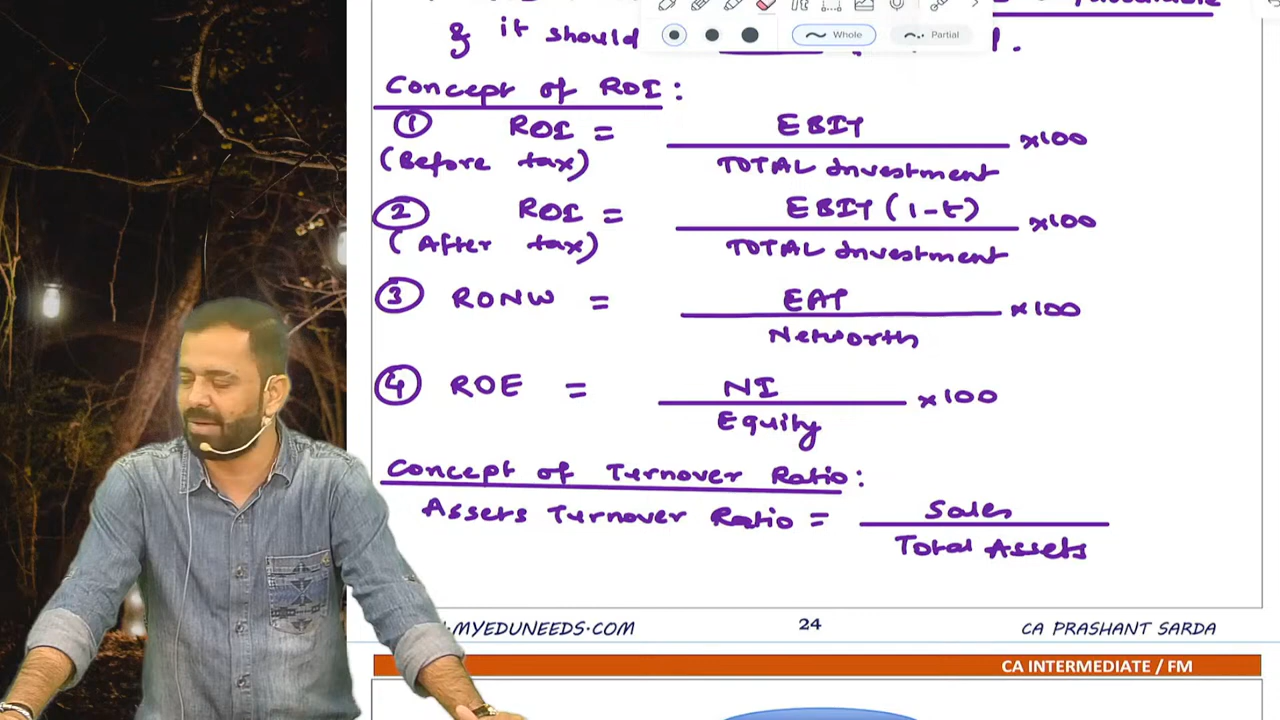 Whole
Partial
& it should
Concept of ROI :
① ROI = EBIT ×100
(Before tax) TOTAL Investment
② ROI = EBIT (1-t) ×100
(After tax) TOTAL Investment
③ RONW = EAT ×100
Networth
④ ROE = NI ×100
Equity
Concept of Turnover Ratio :
Assets Turnover Ratio = Sales
Total Assets
.MYEDUNEEDS.COM 24 CA PRASHANT SARDA
CA INTERMEDIATE / FM